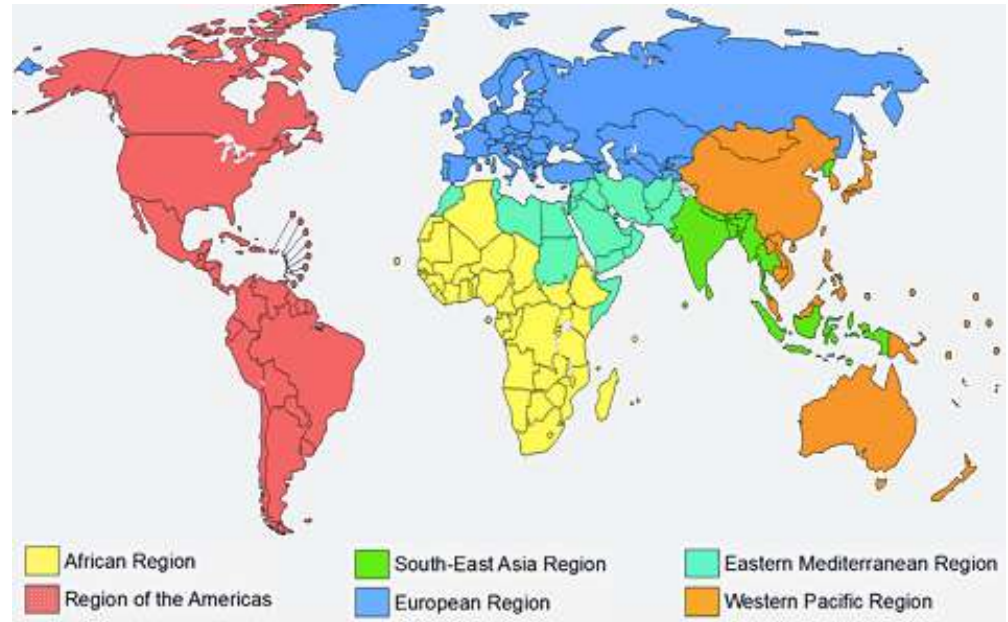 African Region
South-East Asia Region
Eastern Mediterranean Region
Region of the Americas
European Region
Western Pacific Region